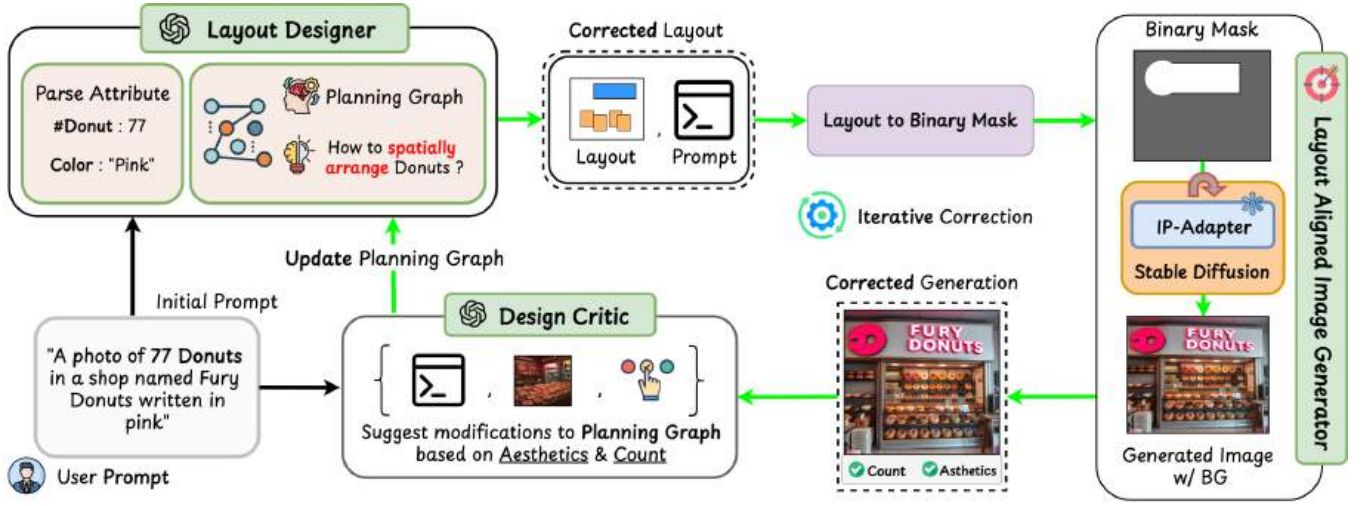 Layout Designer
Parse Attribute
#Donut : 77
Color : "Pink"
Planning Graph
How to spatially
arrange Donuts ?
Corrected Layout
Layout
,
Prompt
Layout to Binary Mask
Binary Mask
IP-Adapter
Stable Diffusion
Generated Image
w/ BG
Layout Aligned Image Generator
Iterative Correction
Corrected Generation
FURY
DONUTS
Count
Asthetics
FURY
DONUTS
Update Planning Graph
Initial Prompt
"A photo of 77 Donuts
in a shop named Fury
Donuts written in
pink"
User Prompt
Design Critic
{ , , }
Suggest modifications to Planning Graph
based on Aesthetics & Count